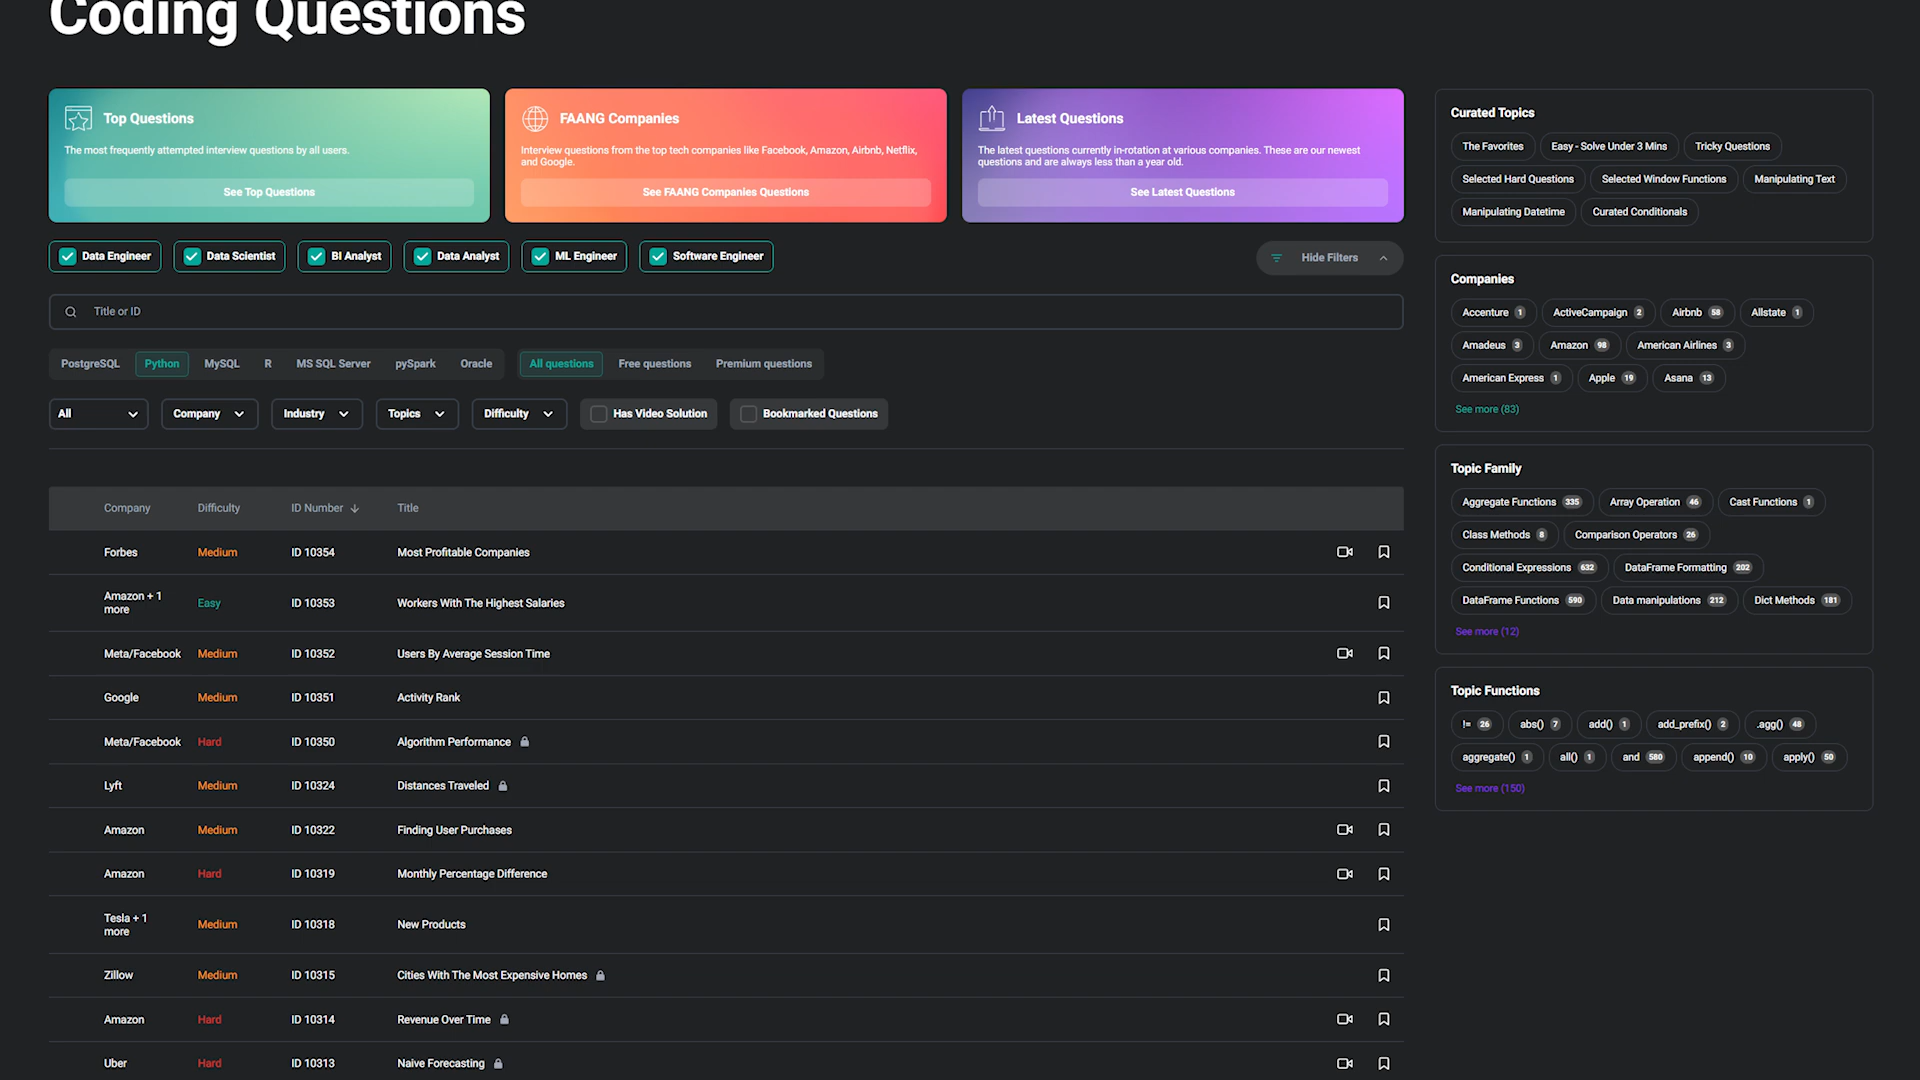 Coding Questions
Top Questions
The most frequently attempted interview questions by all users.
See Top Questions
FAANG Companies
Interview questions from the top tech companies like Facebook, Amazon, Airbnb, Netflix,
and Google.
See FAANG Companies Questions
Latest Questions
The latest questions currently in-rotation at various companies. These are our newest
questions and are always less than a year old.
See Latest Questions
Data Engineer
Data Scientist
BI Analyst
Data Analyst
ML Engineer
Software Engineer
Hide Filters
Title or ID
PostgreSQL Python MySQL R MS SQL Server pySpark Oracle
All questions Free questions Premium questions
All Company Industry Topics Difficulty Has Video Solution Bookmarked Questions
Company Difficulty ID Number Title
Forbes Medium ID 10354 Most Profitable Companies
Amazon + 1
more Easy ID 10353 Workers With The Highest Salaries
Meta/Facebook Medium ID 10352 Users By Average Session Time
Google Medium ID 10351 Activity Rank
Meta/Facebook Hard ID 10350 Algorithm Performance
Lyft Medium ID 10324 Distances Traveled
Amazon Medium ID 10322 Finding User Purchases
Amazon Hard ID 10319 Monthly Percentage Difference
Tesla + 1
more Medium ID 10318 New Products
Zillow Medium ID 10315 Cities With The Most Expensive Homes
Amazon Hard ID 10314 Revenue Over Time
Uber Hard ID 10313 Naive Forecasting
Curated Topics
The Favorites Easy - Solve Under 3 Mins Tricky Questions
Selected Hard Questions Selected Window Functions Manipulating Text
Manipulating Datetime Curated Conditionals
Companies
Accenture 1 ActiveCampaign 2 Airbnb 58 Allstate 1
Amadeus 3 Amazon 98 American Airlines 3
American Express 1 Apple 19 Asana 13
See more (83)
Topic Family
Aggregate Functions 335 Array Operation 46 Cast Functions 1
Class Methods 8 Comparison Operators 26
Conditional Expressions 632 DataFrame Formatting 202
DataFrame Functions 590 Data manipulations 212 Dict Methods 181
See more (12)
Topic Functions
!= 26 abs() 7 add() 1 add_prefix() 2 .agg() 48
aggregate() 1 all() 1 and 580 append() 10 apply() 50
See more (150)